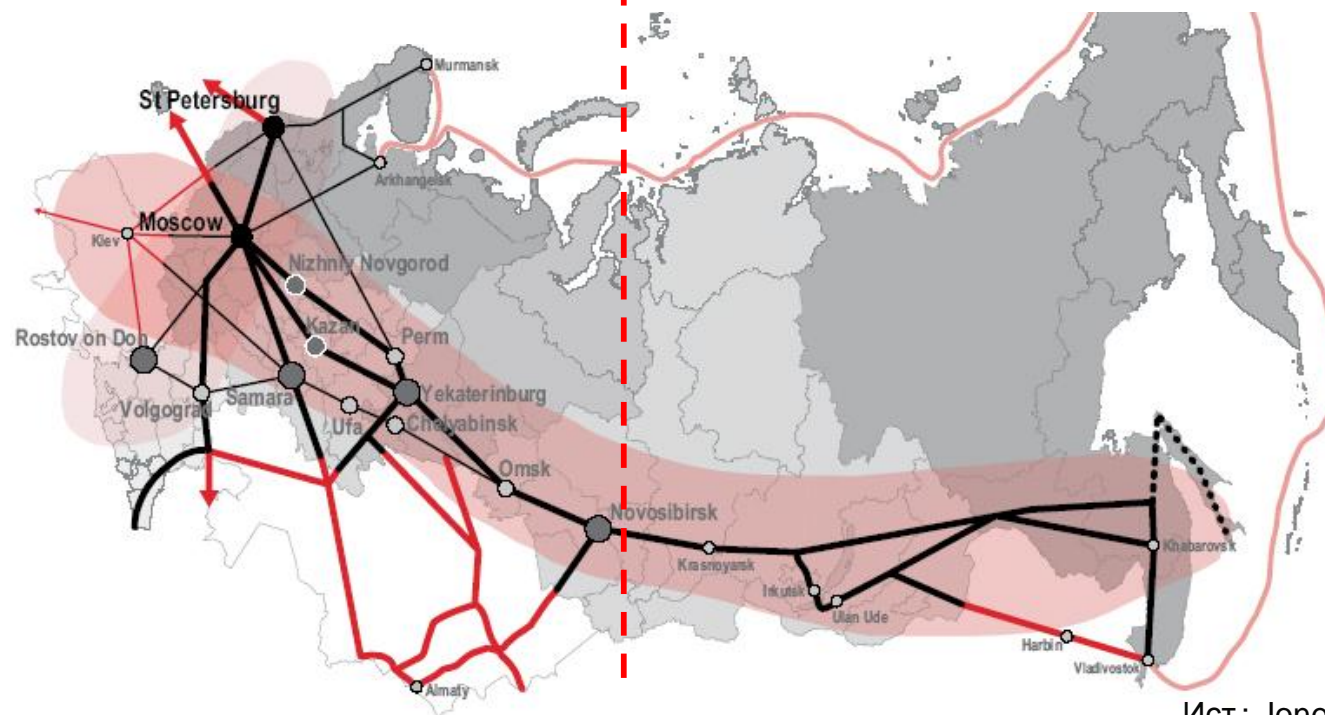 Murmansk
St Petersburg
Arkhangelsk
Moscow
Kiev
Nizhniy Novgorod
Kazan
Perm
Rostov on Don
Yekaterinburg
Volgograd
Samara
Ufa
Chelyabinsk
Omsk
Novosibirsk
Krasnoyarsk
Khabarovsk
Irkutsk
Ulan Ude
Harbin
Vladivostok
Almaty
Ист.: